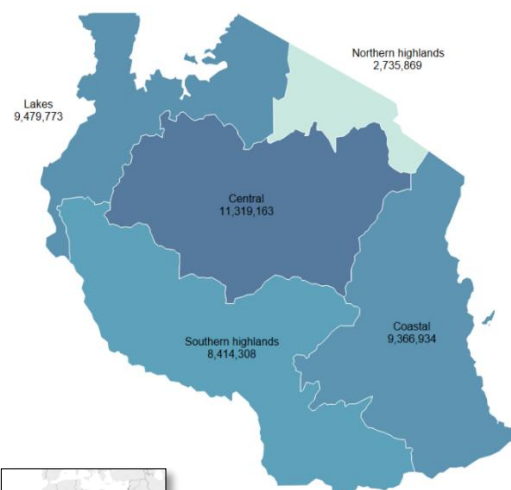 Northern highlands
2,735,869
Lakes
9,479,773
Central
11,319,163
Coastal
9,366,934
Southern highlands
8,414,308